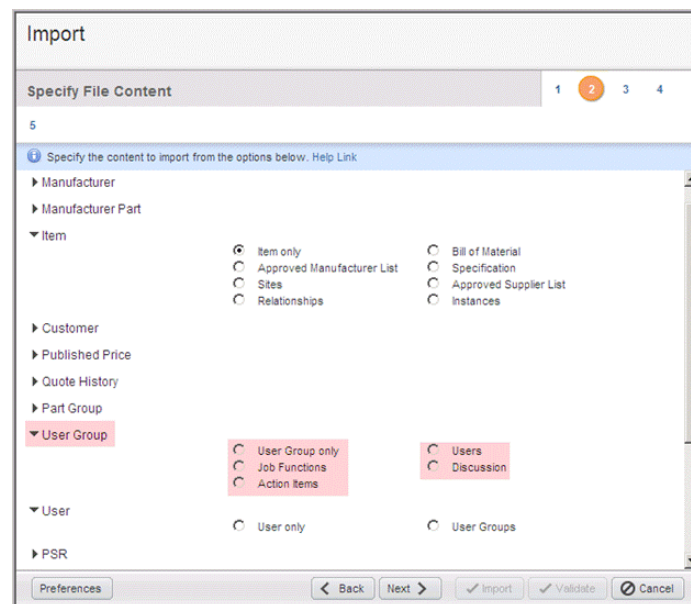 Import
Specify File Content
1 2 3 4
5
Specify the content to import from the options below. Help Link
Manufacturer
Manufacturer Part
Item
Item only Bill of Material
Approved Manufacturer List Specification
Sites Approved Supplier List
Relationships Instances
Customer
Published Price
Quote History
Part Group
User Group
User Group only Users
Job Functions Discussion
Action Items
User
User only User Groups
PSR
Preferences Back Next Import Validate Cancel